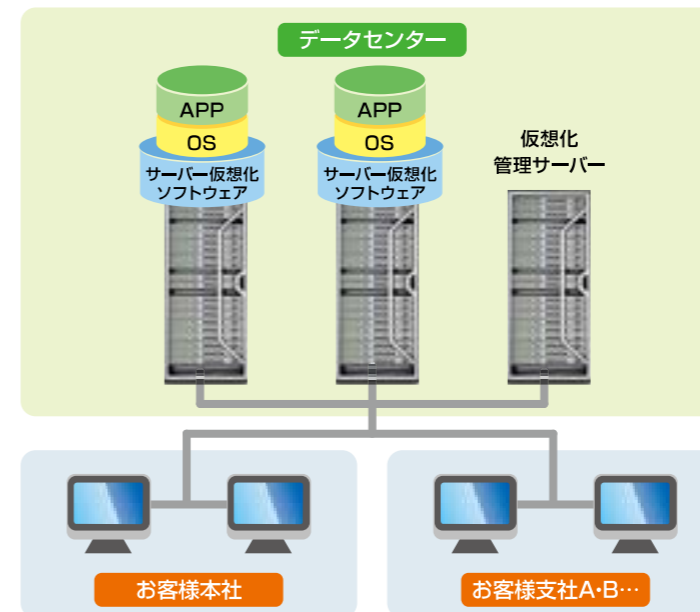 データセンター
APP
OS
サーバー仮想化
ソフトウェア
APP
OS
サーバー仮想化
ソフトウェア
仮想化
管理サーバー
お客様本社
お客様支社A・B…